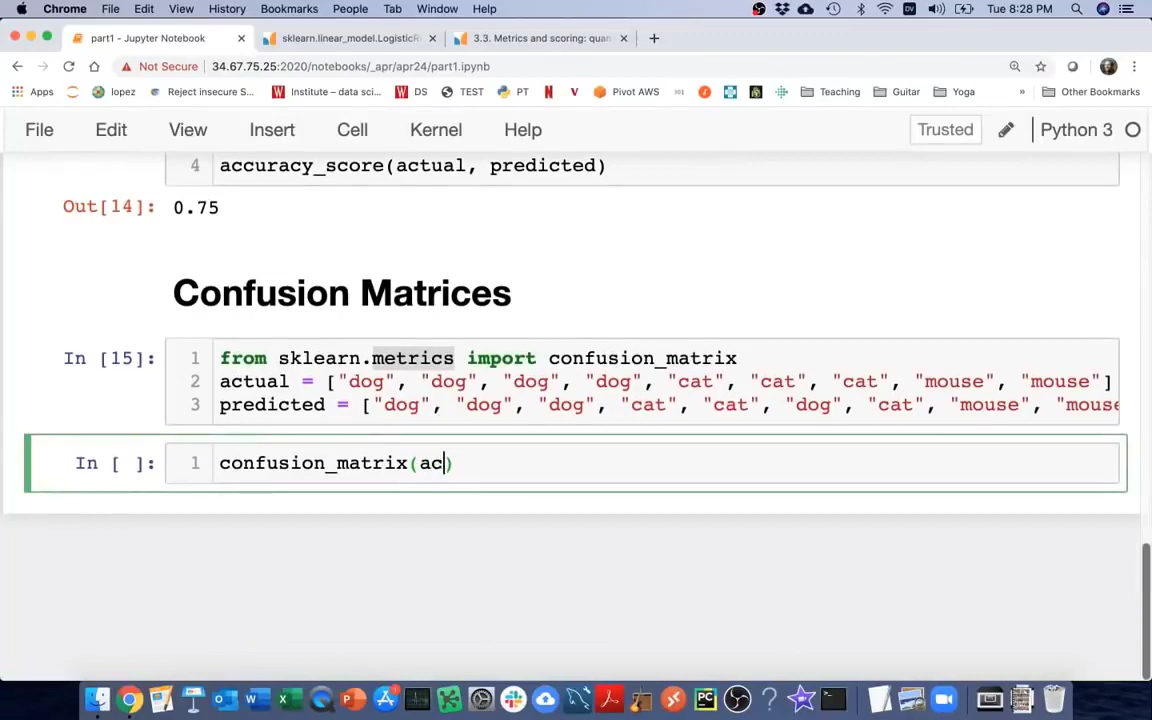 Chrome File Edit View History Bookmarks People Tab Window Help Tue 8:28 PM
part1 - Jupyter Notebook sklearn.linear_model.LogisticR 3.3. Metrics and scoring: quan
Not Secure 34.67.75.25:2020/notebooks/_apr/apr24/part1.ipynb
Apps lopez Reject insecure S... Institute – data sci... DS TEST PT Pivot AWS Teaching Guitar Yoga » Other Bookmarks
File Edit View Insert Cell Kernel Help Trusted Python 3
4 accuracy_score(actual, predicted)
Out[14]: 0.75
Confusion Matrices
In [15]: 1 from sklearn.metrics import confusion_matrix
2 actual = ["dog", "dog", "dog", "dog", "cat", "cat", "cat", "mouse", "mouse"]
3 predicted = ["dog", "dog", "dog", "cat", "cat", "dog", "cat", "mouse", "mouse
In [ ]: 1 confusion_matrix(ac)